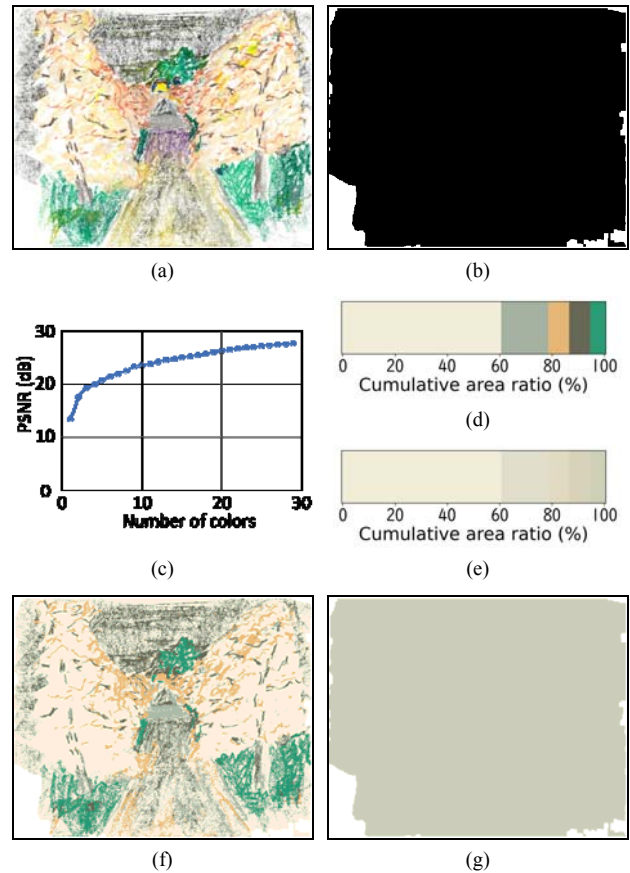 (a)
(b)
30
20
10
0
PSNR (dB)
0
10
20
30
Number of colors
(c)
0
20
40
60
80
100
Cumulative area ratio (%)
(d)
0
20
40
60
80
100
Cumulative area ratio (%)
(e)
(f)
(g)